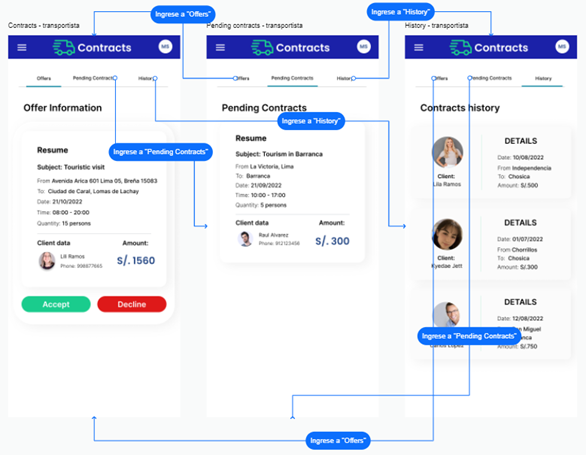 Contracts - transportista
Ingrese a "Offers"
Pending contracts - transportista
Ingrese a "History"
History - transportista
Contracts
MS
Contracts
MS
Contracts
MS
Offers
Pending Contract
History
Offers
Pending Contracts
History
Offers
Pending Contracts
History
Offer Information
Resume
Subject: Touristic visit
From Avenida Arica 601 Lima 05, Breña 15083
To: Ciudad de Caral, Lomas de Lachay
Date: 21/10/2022
Time: 08:00 - 20:00
Quantity: 15 persons
Client data
Amount:
Lili Ramos
Phone: 998877665
S/. 1560
Accept
Decline
Ingrese a "Pending Contracts"
Pending Contracts
Ingrese a "History"
Resume
Subject: Tourism in Barranca
From La Victoria, Lima
To: Barranca
Date: 21/09/2022
Time: 10:00 - 17:00
Quantity: 5 persons
Client data
Amount:
Raul Alvarez
Phone: 912123456
S/. 300
Contracts history
DETAILS
Date: 10/08/2022
From Independencia
To: Chosica
Amount: S/.500
Client:
Lila Ramos
DETAILS
Date: 01/07/2022
From Chorrillos
To: Chosica
Amount: S/.300
Client:
Kyedae Jett
DETAILS
Date: 12/08/2022
Miguel
Ingrese a "Pending Contracts"
Amount: S/.750
Carlos Lopez
Ingrese a "Offers"